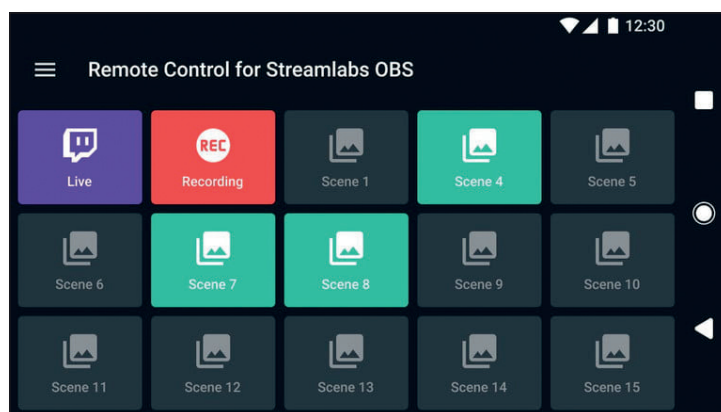 12:30
Remote Control for Streamlabs OBS
REC
Live
Recording
Scene 1
Scene 4
Scene 5
Scene 6
Scene 7
Scene 8
Scene 9
Scene 10
Scene 11
Scene 12
Scene 13
Scene 14
Scene 15